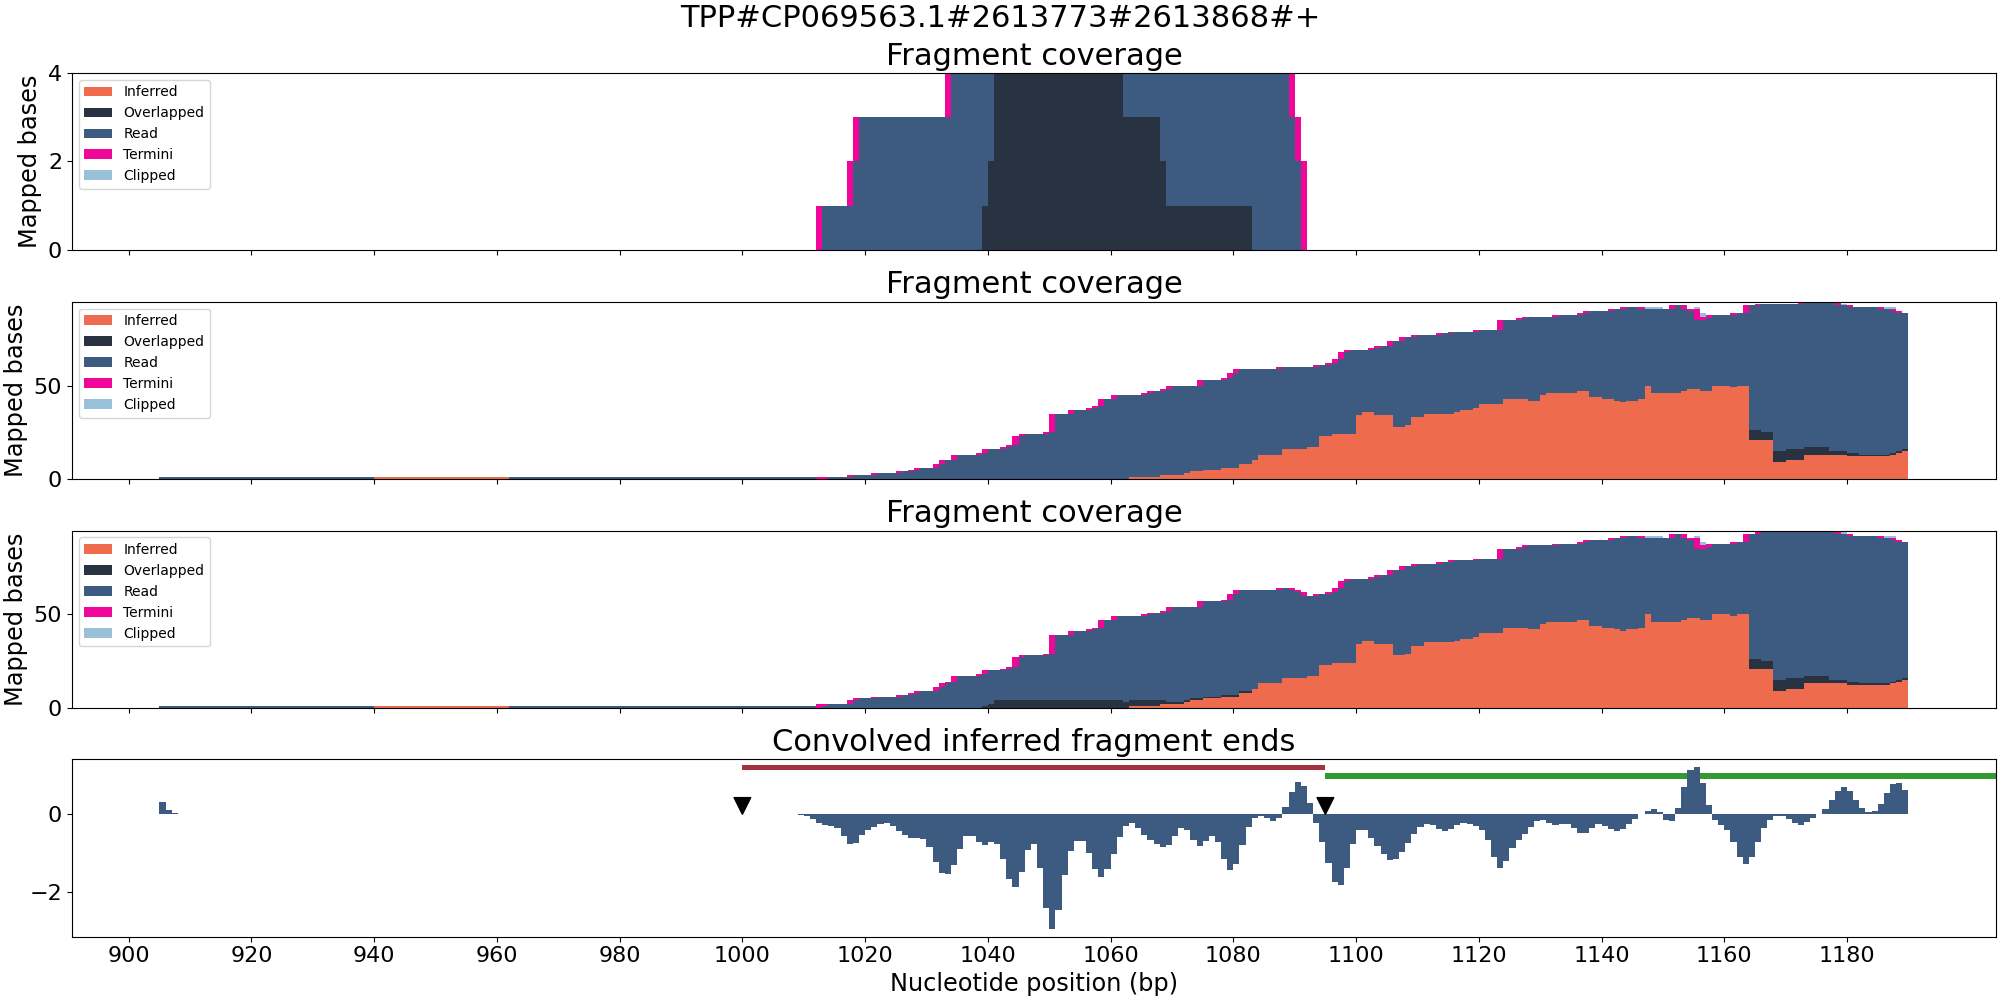 TPP#CP069563.1#2613773#2613868#+
Fragment coverage
Mapped bases
4
2
0
Inferred
Overlapped
Read
Termini
Clipped
Fragment coverage
Mapped bases
50
0
Inferred
Overlapped
Read
Termini
Clipped
Fragment coverage
Mapped bases
50
0
Inferred
Overlapped
Read
Termini
Clipped
Convolved inferred fragment ends
0
−2
900 920 940 960 980 1000 1020 1040 1060 1080 1100 1120 1140 1160 1180
Nucleotide position (bp)